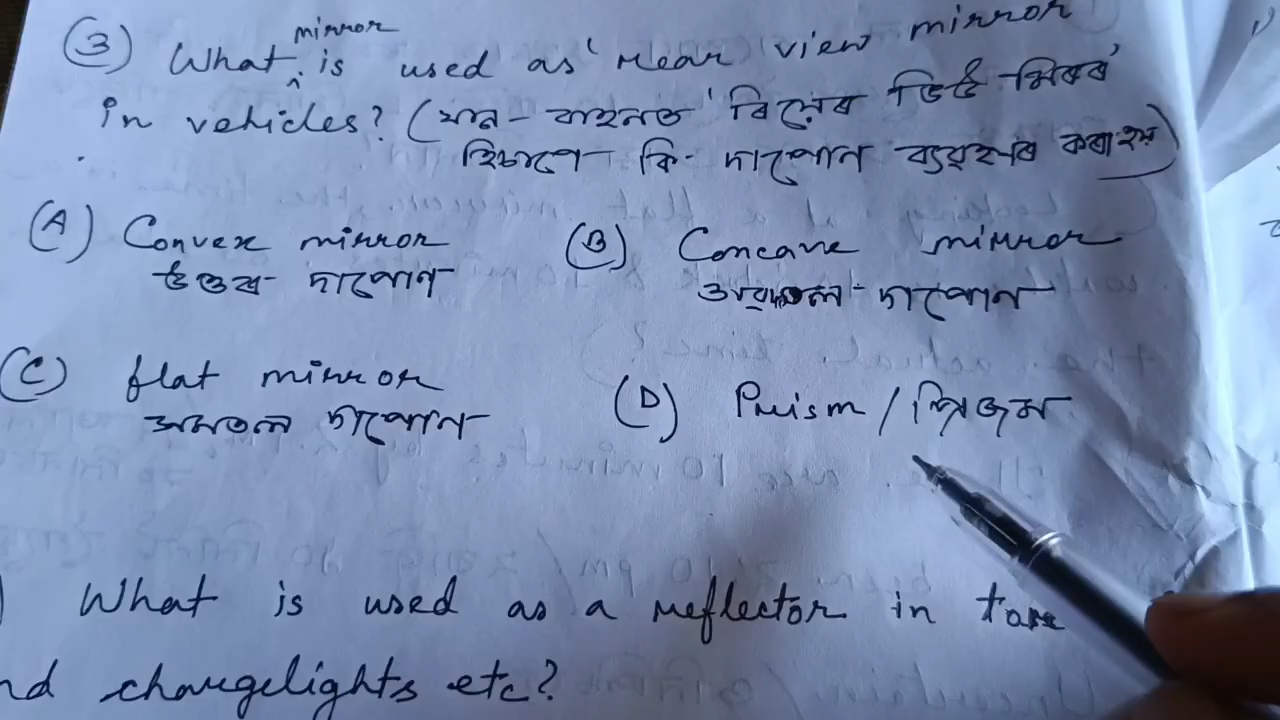 (3) What mirror is used as 'rear view mirror'
in vehicles? (যান-বাহনত 'ৰিয়েৰ ভিউ মিৰৰ'
হিচাপে কি দাপোন ব্যৱহাৰ কৰা হয়)
(A) Convex mirror (B) Concave mirror
উত্তল দাপোন অৱতল-দাপোন
(C) flat mirror (D) Prism/প্ৰিজম
সমতল দাপোন
What is used as a reflector in
chargelights etc?